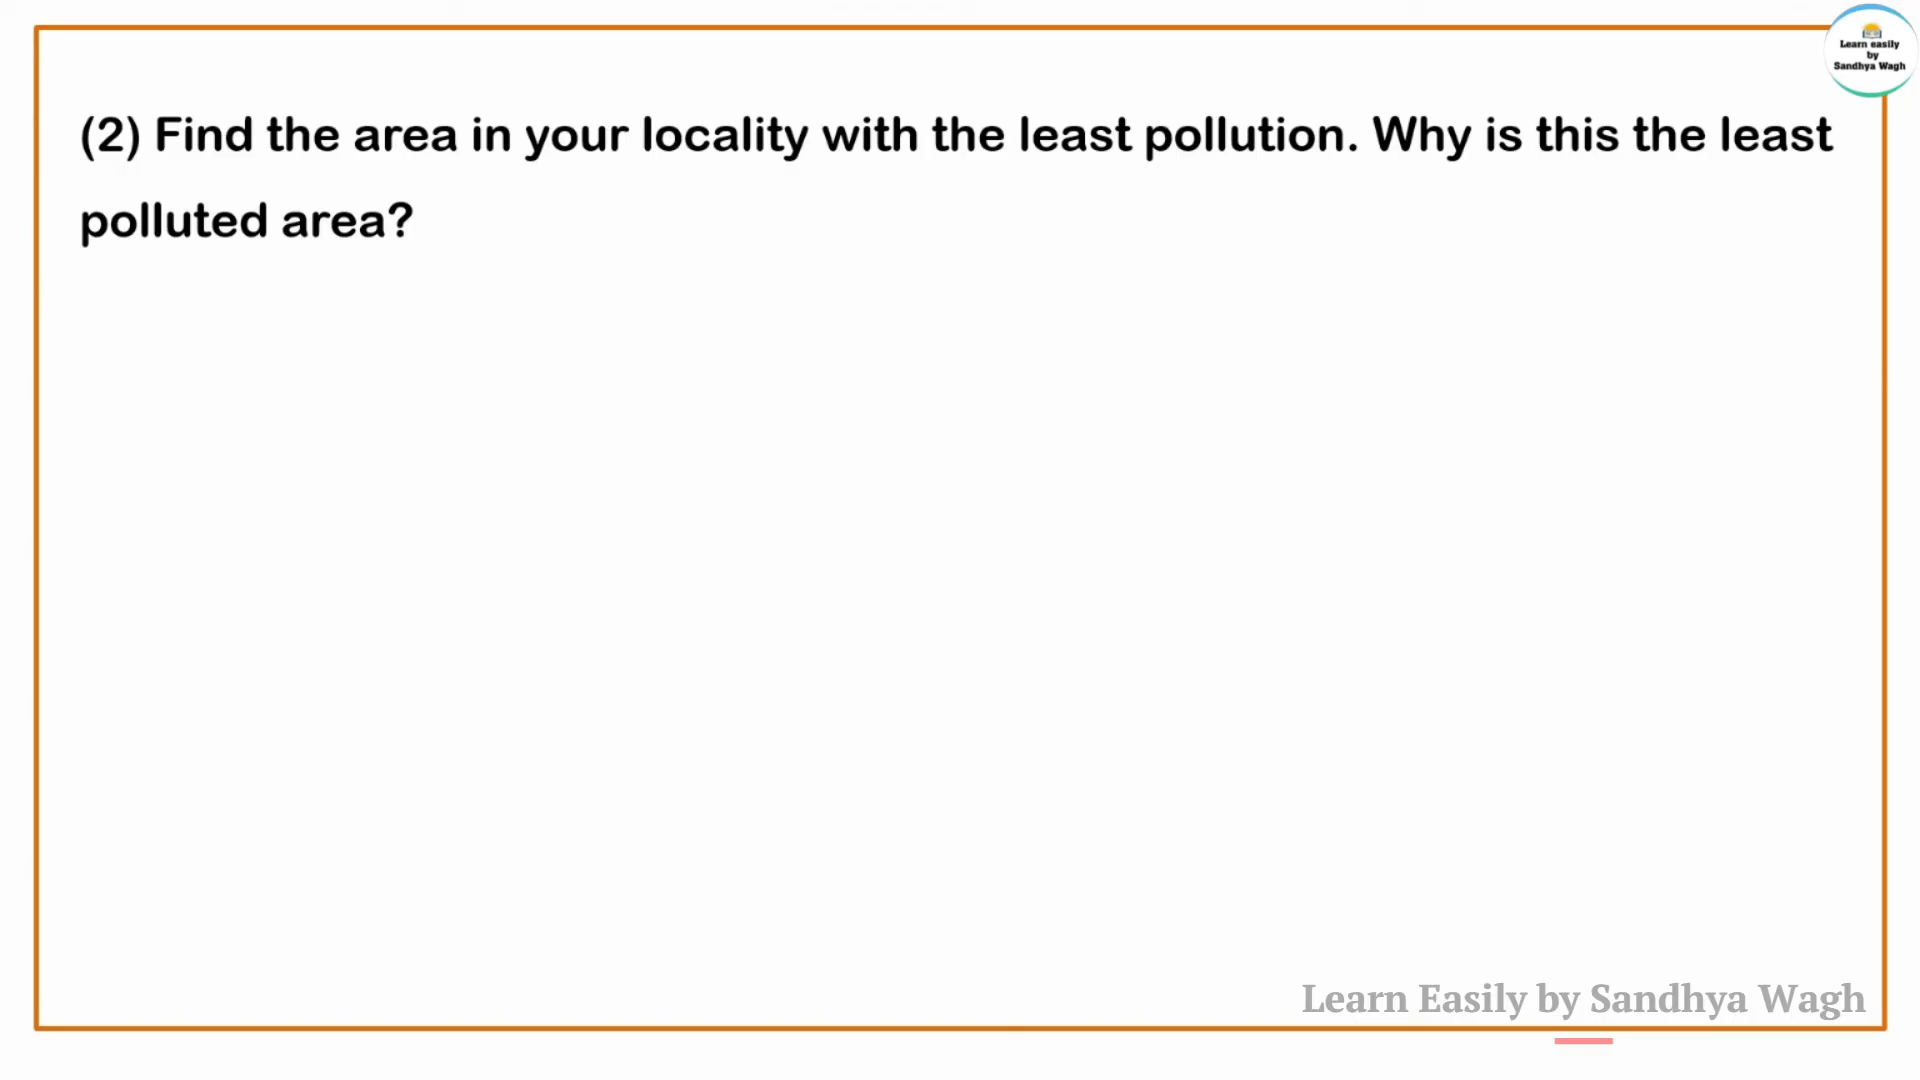 Learn easily
by
Sandhya Wagh
(2) Find the area in your locality with the least pollution. Why is this the least
polluted area?
Learn Easily by Sandhya Wagh